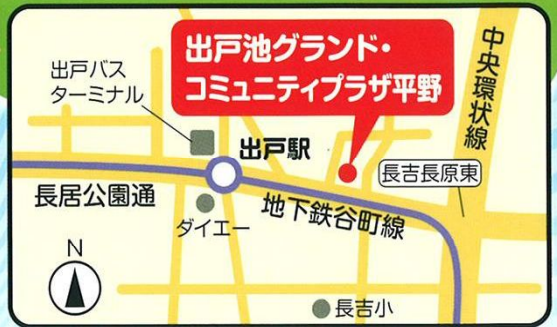 出戸池グランド・
コミュニティプラザ平野
出戸バス
ターミナル
中央環状線
出戸駅
長吉長原東
長居公園通
地下鉄谷町線
ダイエー
N
長吉小